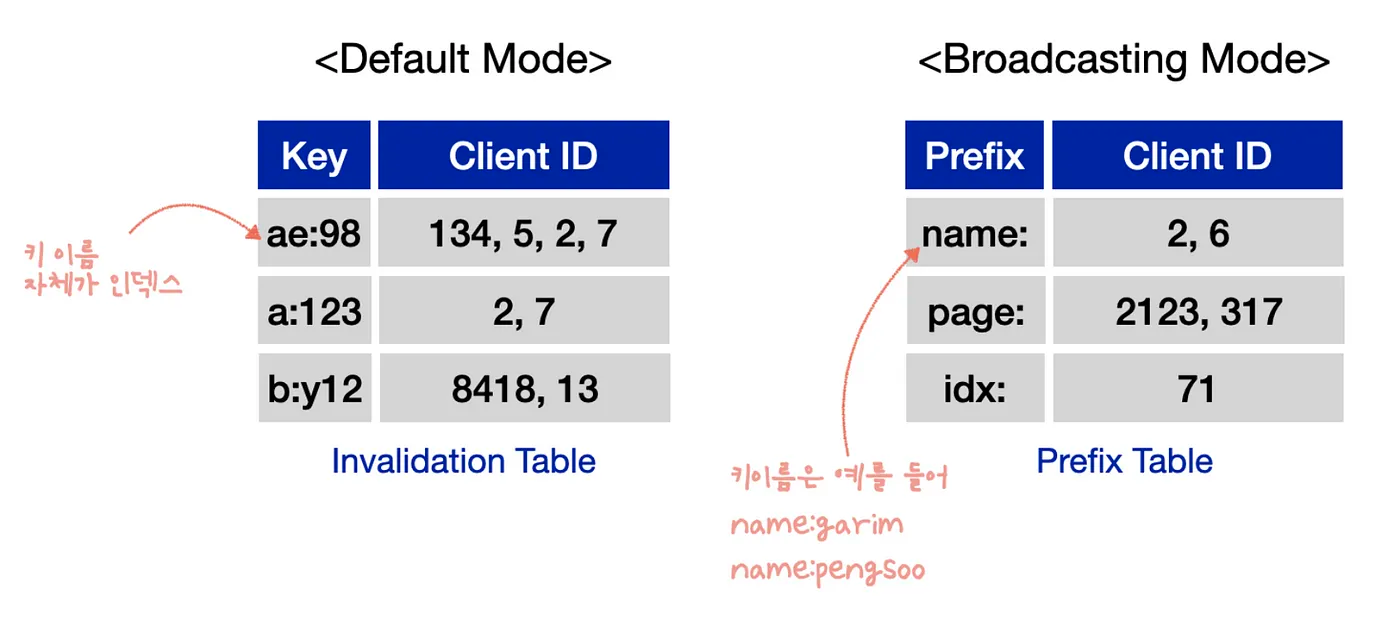 <Default Mode>
Key Client ID
ae:98 134, 5, 2, 7
a:123 2, 7
b:y12 8418, 13
Invalidation Table
키 이름
자체가 인덱스
<Broadcasting Mode>
Prefix Client ID
name: 2, 6
page: 2123, 317
idx: 71
Prefix Table
키이름은 예를 들어
name:garim
name:pengsoo